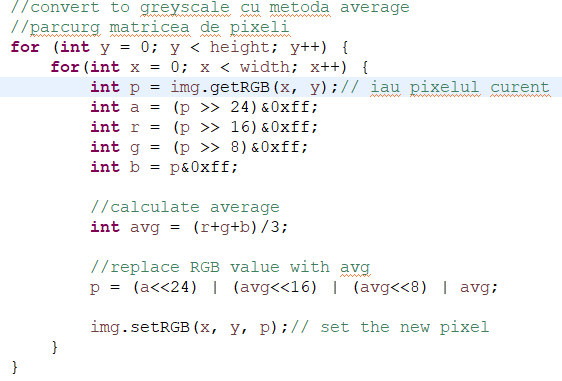 //convert to greyscale cu metoda average
//parcurg matricea de pixeli
for (int y = 0; y < height; y++) {
for(int x = 0; x < width; x++) {
int p = img.getRGB(x, y);// iau pixelul curent
int a = (p >> 24)&0xff;
int r = (p >> 16)&0xff;
int g = (p >> 8)&0xff;
int b = p&0xff;
//calculate average
int avg = (r+g+b)/3;
//replace RGB value with avg
p = (a<<24) | (avg<<16) | (avg<<8) | avg;
img.setRGB(x, y, p);// set the new pixel
}
}